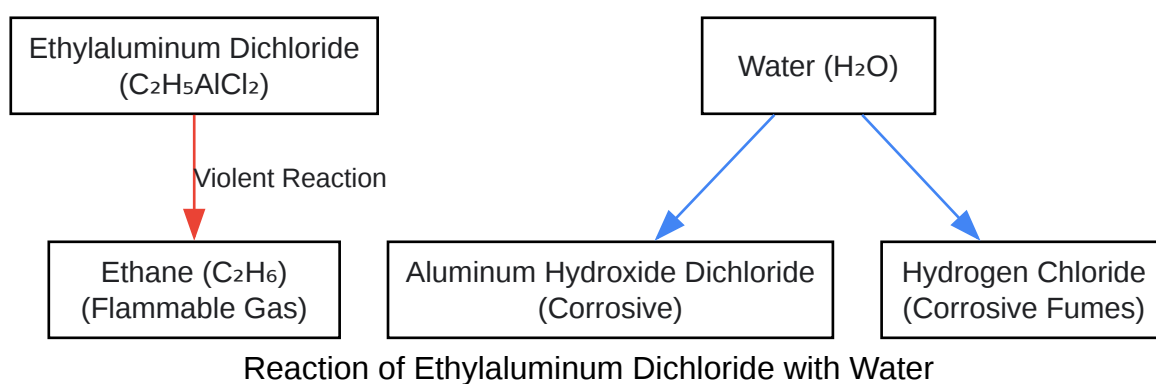 Ethylaluminum Dichloride
(C₂H₅AlCl₂)
Water (H₂O)
Violent Reaction
Ethane (C₂H₆)
(Flammable Gas)
Aluminum Hydroxide Dichloride
(Corrosive)
Hydrogen Chloride
(Corrosive Fumes)
Reaction of Ethylaluminum Dichloride with Water